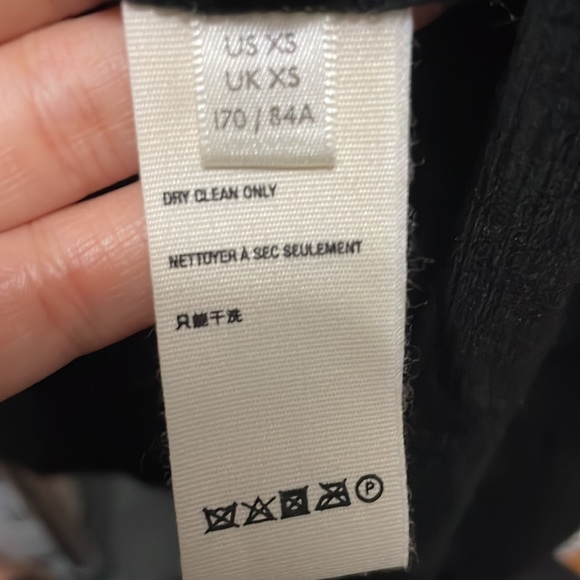 US XS
UK XS
170 / 84A
DRY CLEAN ONLY
NETTOYER À SEC SEULEMENT
只能干洗
P